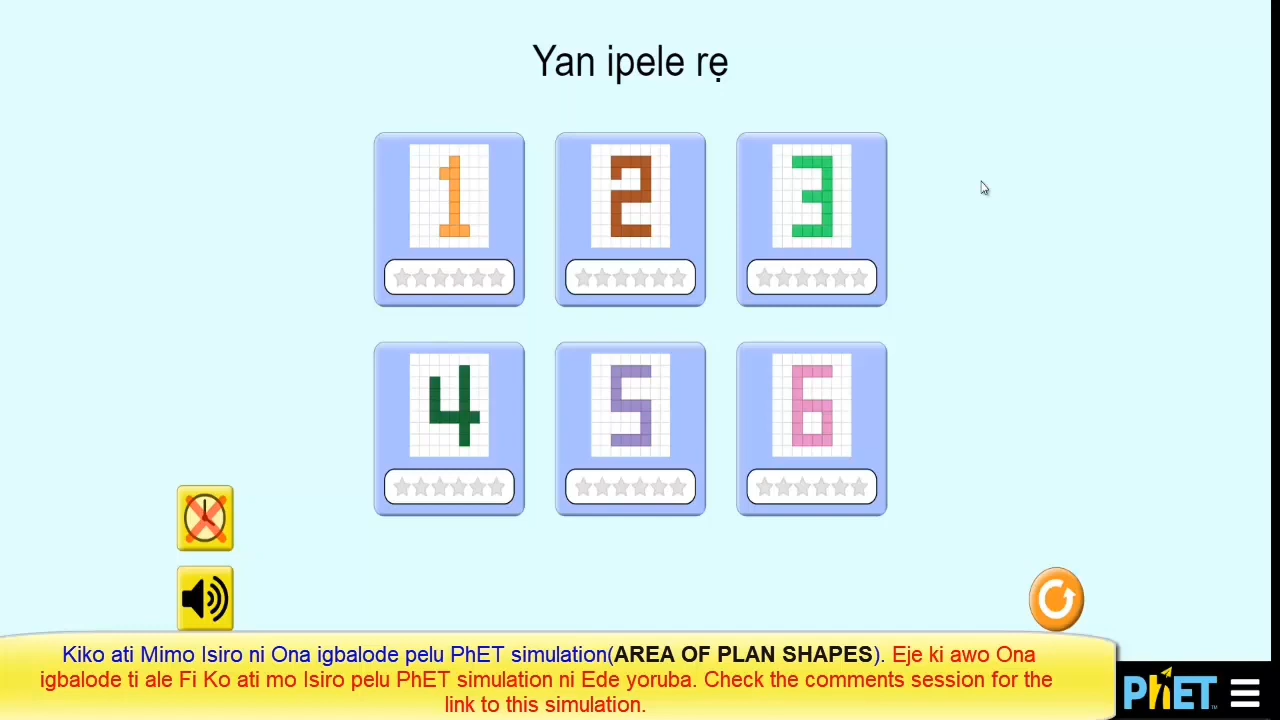 Yan ipele rẹ
1
2
3
4
5
6
Kiko ati Mimo Isiro ni Ona igbalode pelu PhET simulation(AREA OF PLAN SHAPES). Eje ki awo Ona
igbalode ti ale Fi Ko ati mo Isiro pelu PhET simulation ni Ede yoruba. Check the comments session for the
link to this simulation.
PhET